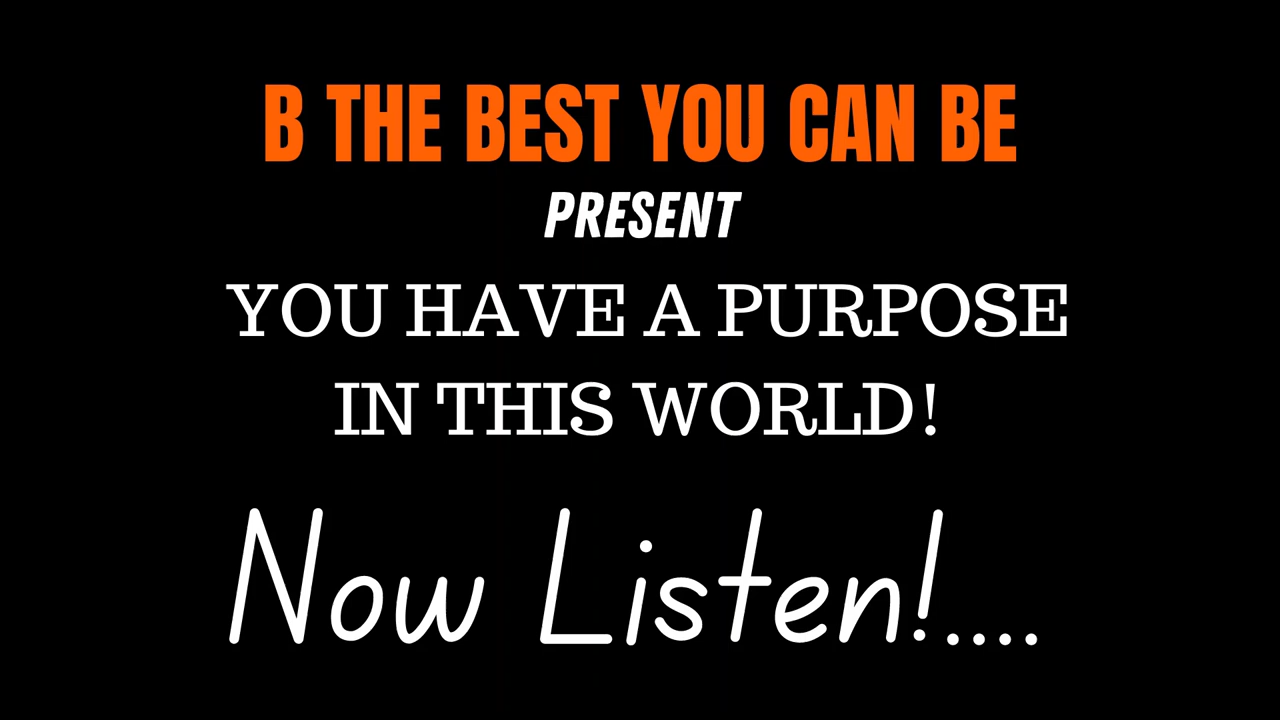 B THE BEST YOU CAN BE
PRESENT
YOU HAVE A PURPOSE
IN THIS WORLD!
Now Listen!....